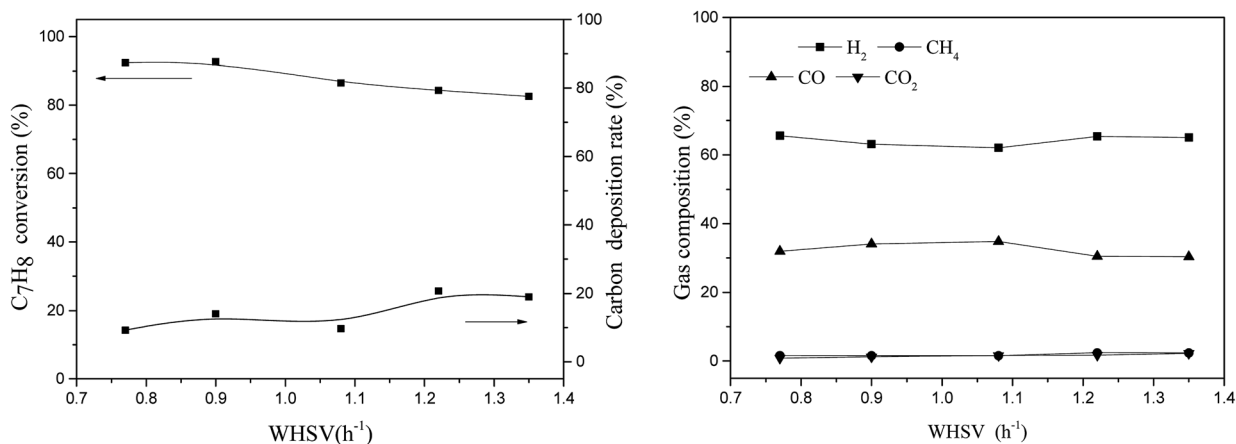 100
80
60
40
20
0
C7H8 conversion (%)
100
80
60
40
20
0
Carbon deposition rate (%)
0.7 0.8 0.9 1.0 1.1 1.2 1.3 1.4
WHSV(h-1)
100
80
60
40
20
0
Gas composition (%)
H2 CH4
CO CO2
0.7 0.8 0.9 1.0 1.1 1.2 1.3 1.4
WHSV (h-1)